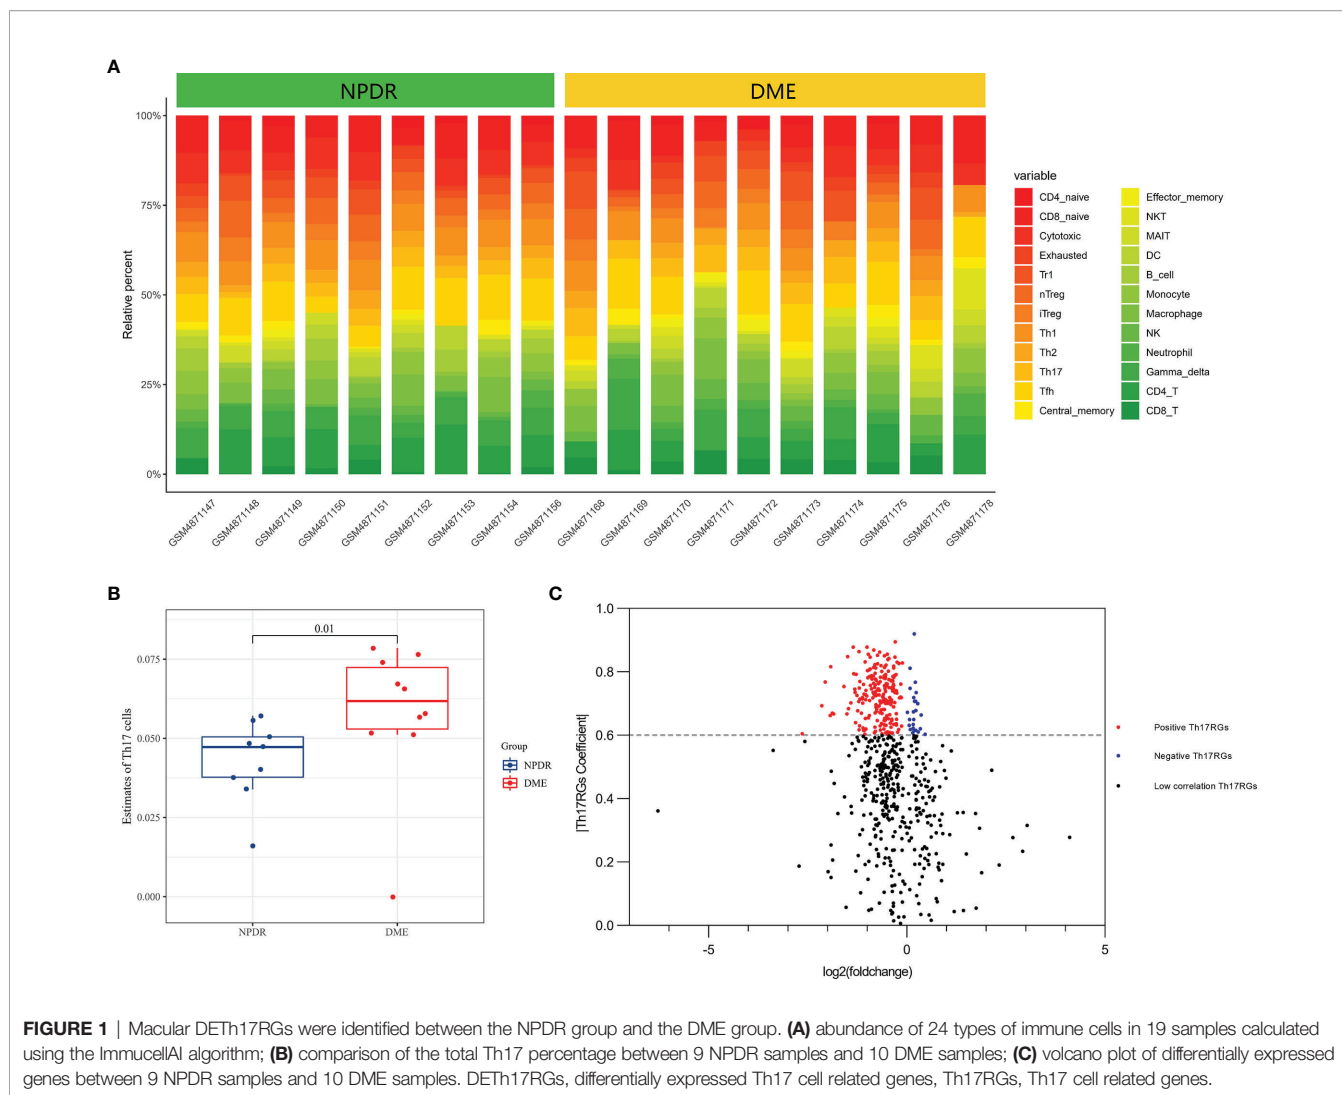 A
NPDR
DME
100%
75%
50%
25%
0%
Relative percent
GSM4871147
GSM4871148
GSM4871149
GSM4871150
GSM4871151
GSM4871152
GSM4871153
GSM4871154
GSM4871156
GSM4871168
GSM4871169
GSM4871170
GSM4871171
GSM4871172
GSM4871173
GSM4871174
GSM4871175
GSM4871176
GSM4871178
variable
CD4_naive
CD8_naive
Cytotoxic
Exhausted
Tr1
nTreg
iTreg
Th1
Th2
Th17
Tfh
Central_memory
Effector_memory
NKT
MAIT
DC
B_cell
Monocyte
Macrophage
NK
Neutrophil
Gamma_delta
CD4_T
CD8_T
B
0.01
0.075
0.050
0.025
0.000
Estimates of Th17 cells
NPDR
DME
Group
NPDR
DME
C
1.0
0.8
0.6
0.4
0.2
0.0
|Th17RGs Coefficient|
-5
0
5
log2(foldchange)
Positive Th17RGs
Negative Th17RGs
Low correlation Th17RGs
FIGURE 1 | Macular DETh17RGs were identified between the NPDR group and the DME group. (A) abundance of 24 types of immune cells in 19 samples calculated
using the ImmucellAI algorithm; (B) comparison of the total Th17 percentage between 9 NPDR samples and 10 DME samples; (C) volcano plot of differentially expressed
genes between 9 NPDR samples and 10 DME samples. DETh17RGs, differentially expressed Th17 cell related genes, Th17RGs, Th17 cell related genes.